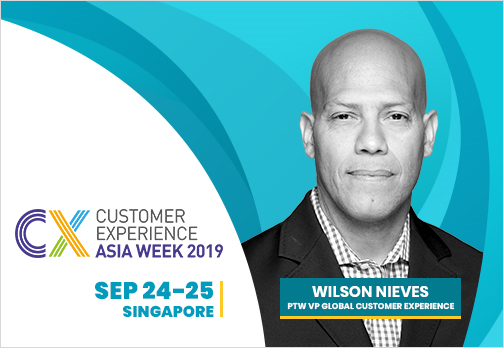 CX
CUSTOMER
EXPERIENCE
ASIA WEEK 2019
SEP 24-25
SINGAPORE
WILSON NIEVES
PTW VP GLOBAL CUSTOMER EXPERIENCE